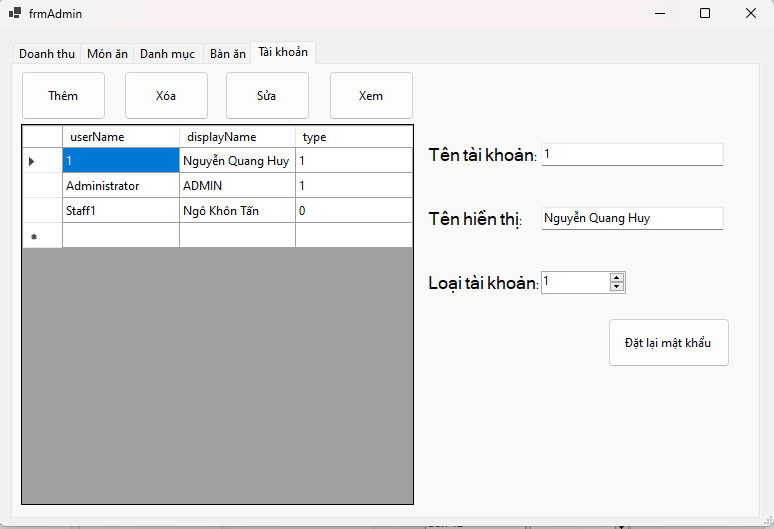 frmAdmin
Doanh thu Món ăn Danh mục Bàn ăn Tài khoản
Thêm Xóa Sửa Xem
userName displayName type
1 Nguyễn Quang Huy 1
Administrator ADMIN 1
Staff1 Ngô Khôn Tấn 0
Tên tài khoản: 1
Tên hiển thị: Nguyễn Quang Huy
Loại tài khoản: 1
Đặt lại mật khẩu